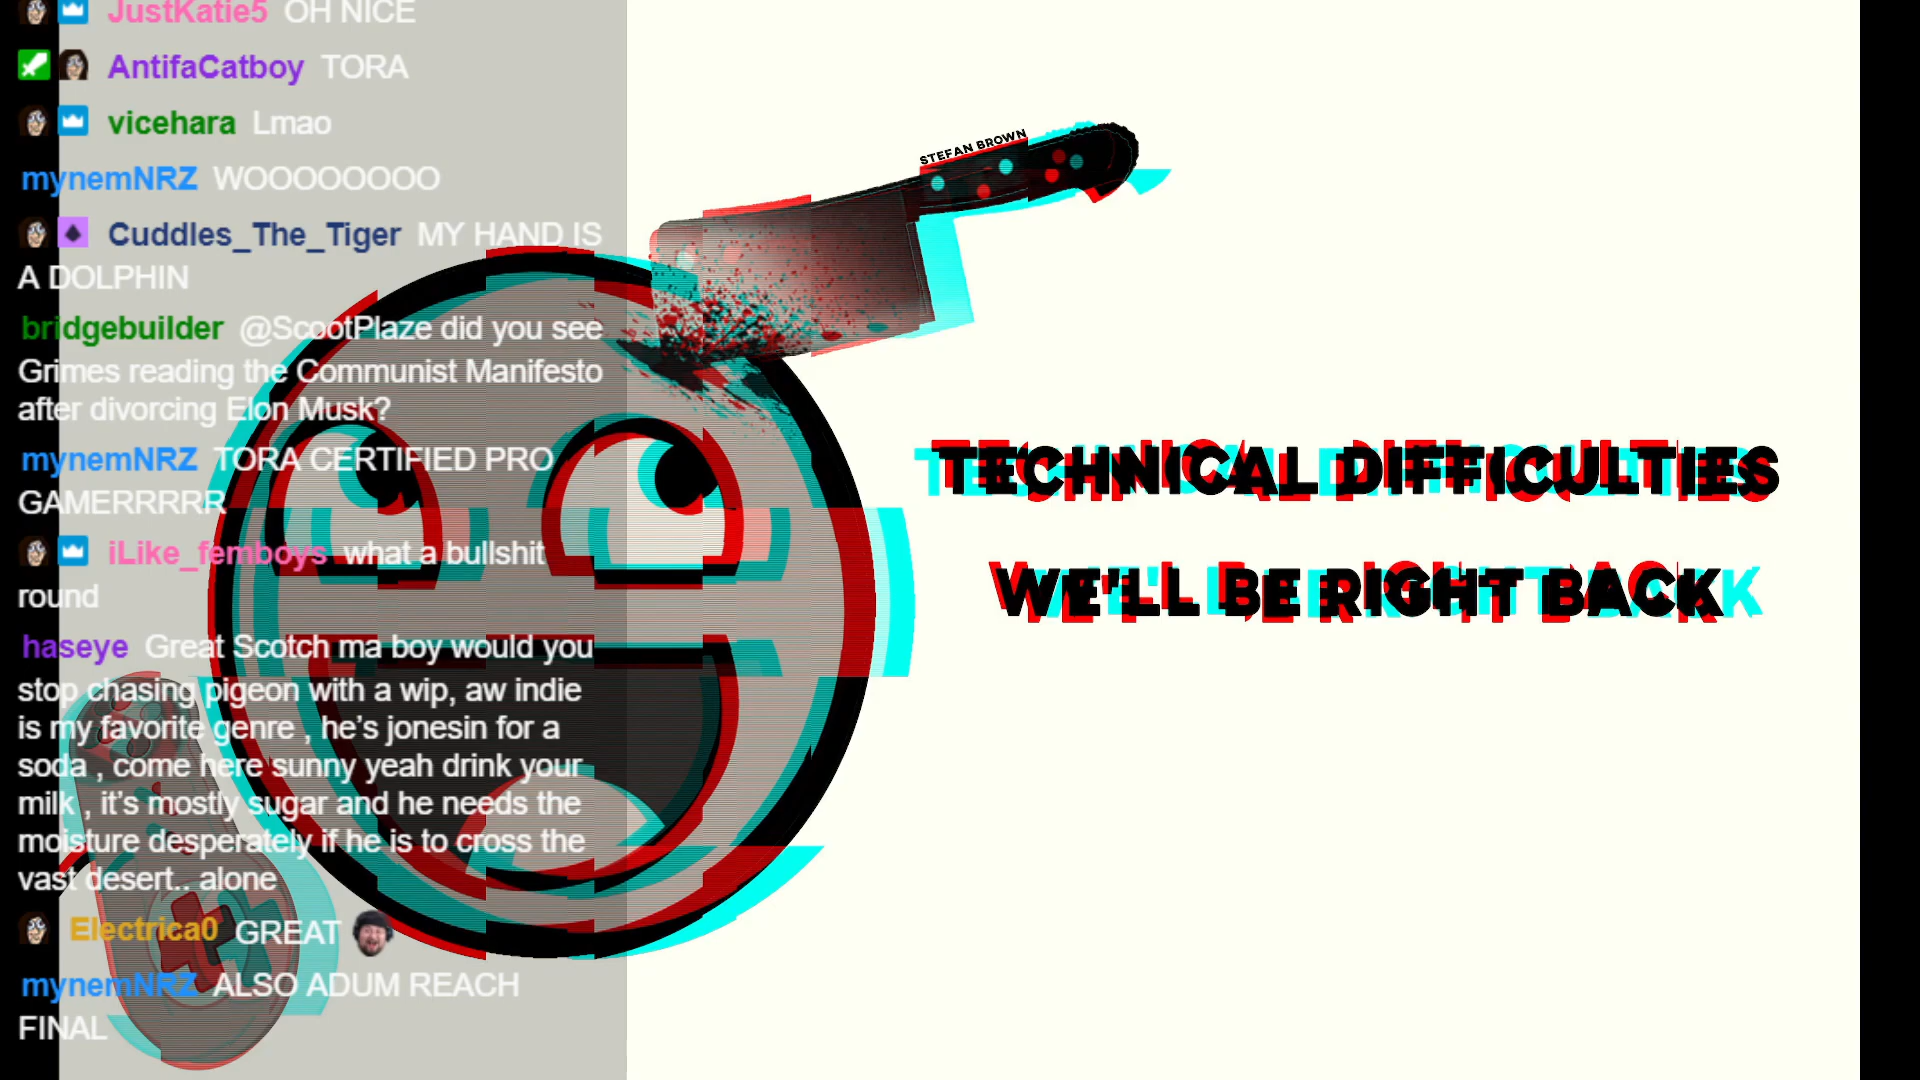 JustKatie5 OH NICE
AntifaCatboy TORA
vicehara Lmao
mynemNRZ WOOOOOOOO
Cuddles_The_Tiger MY HAND IS
A DOLPHIN
bridgebuilder @ScootPlaze did you see
Grimes reading the Communist Manifesto
after divorcing Elon Musk?
mynemNRZ TORA CERTIFIED PRO
GAMERRRRR
iLike_femboys what a bullshit
round
haseye Great Scotch ma boy would you
stop chasing pigeon with a wip, aw indie
is my favorite genre , he’s jonesin for a
soda , come here sunny yeah drink your
milk , it’s mostly sugar and he needs the
moisture desperately if he is to cross the
vast desert.. alone
Electrica0 GREAT
mynemNRZ ALSO ADUM REACH
FINAL
STEFAN BROWN
TECHNICAL DIFFICULTIES
WE'LL BE RIGHT BACK